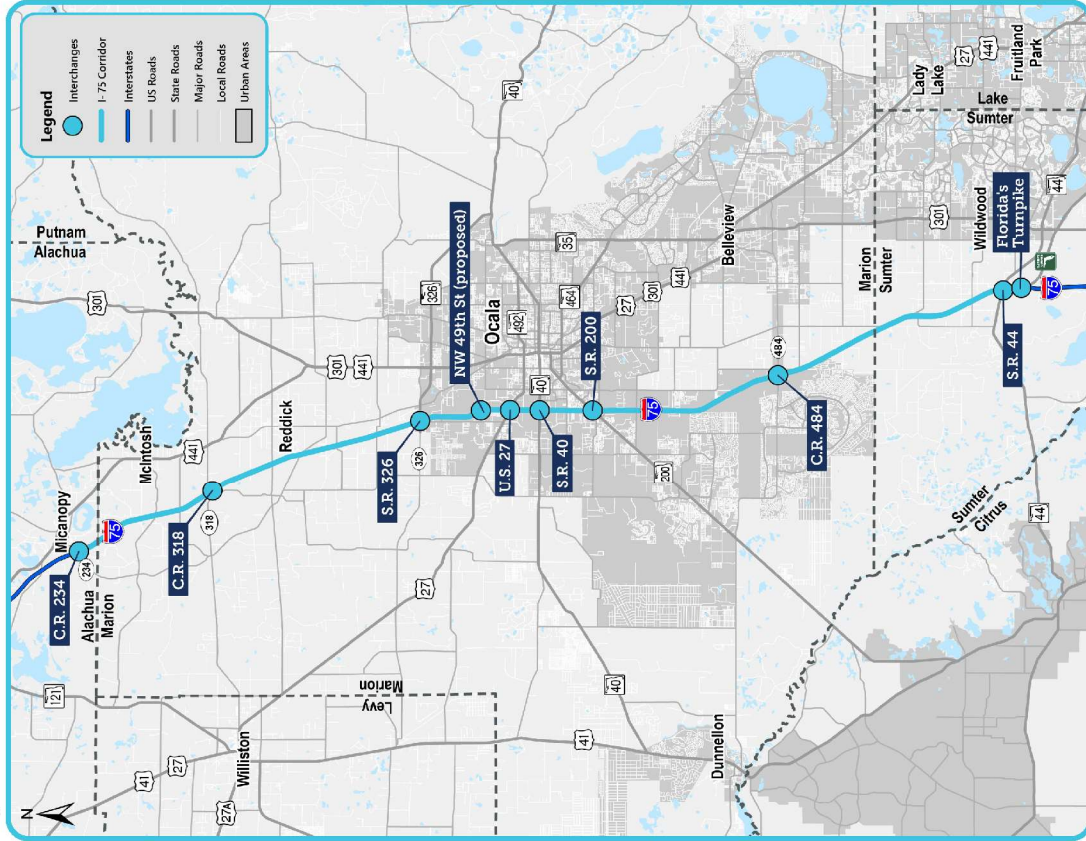 Legend
Interchanges
I- 75 Corridor
Interstates
US Roads
State Roads
Major Roads
Local Roads
Urban Areas
N
Putnam
Alachua
301
121
Micanopy
C.R. 234
234
75
Alachua
Marion
McIntosh
441
41
27
C.R. 318
318
Reddick
301
441
Williston
27A
Levy
Marion
27
S.R. 326
326
326
40
NW 49th St (proposed)
Ocala
492
35
U.S. 27
40
464
S.R. 40
S.R. 200
27
301
441
75
41
40
200
Belleview
484
C.R. 484
Dunnellon
Marion
Sumter
Lady
Lake
27
441
Fruitland
Park
Lake
Sumter
301
Sumter
Citrus
Wildwood
S.R. 44
Florida's
Turnpike
44
44
75